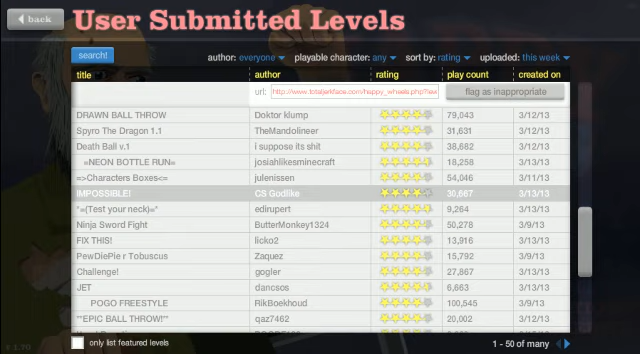 back
User Submitted Levels
search!
author: everyone playable character: any sort by: rating uploaded: this week
title author rating play count created on
url: http://www.totaljerkface.com/happy_wheels.php?lev flag as inappropriate
DRAWN BALL THROW Doktor klump 79,043 3/12/13
Spyro The Dragon 1.1 TheMandolineer 31,631 3/12/13
Death Ball v.1 i suppose its shit 38,682 3/12/13
=NEON BOTTLE RUN= josiahlikesminecraft 18,258 3/13/13
=>Characters Boxes<= julenissen 54,046 3/11/13
IMPOSSIBLE! CS Godlike 30,667 3/13/13
"=(Test your neck)=" edirupert 9,264 3/13/13
Ninja Sword Fight ButterMonkey1324 50,278 3/9/13
FIX THIS! licko2 13,916 3/13/13
PewDiePie r Tobuscus Zaquez 15,792 3/9/13
Challenge! gogler 27,867 3/13/13
JET dancsos 6,663 3/13/13
POGO FREESTYLE RikBoekhoud 100,545 3/9/13
"EPIC BALL THROW!" qaz7462 20,002 3/12/13
only list featured levels 1 - 50 of many
v 1.70